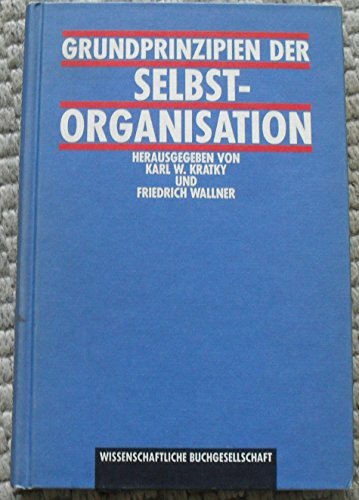 GRUNDPRINZIPIEN DER
SELBST-
ORGANISATION
HERAUSGEGEBEN VON
KARL W. KRATKY
UND
FRIEDRICH WALLNER
WISSENSCHAFTLICHE BUCHGESELLSCHAFT